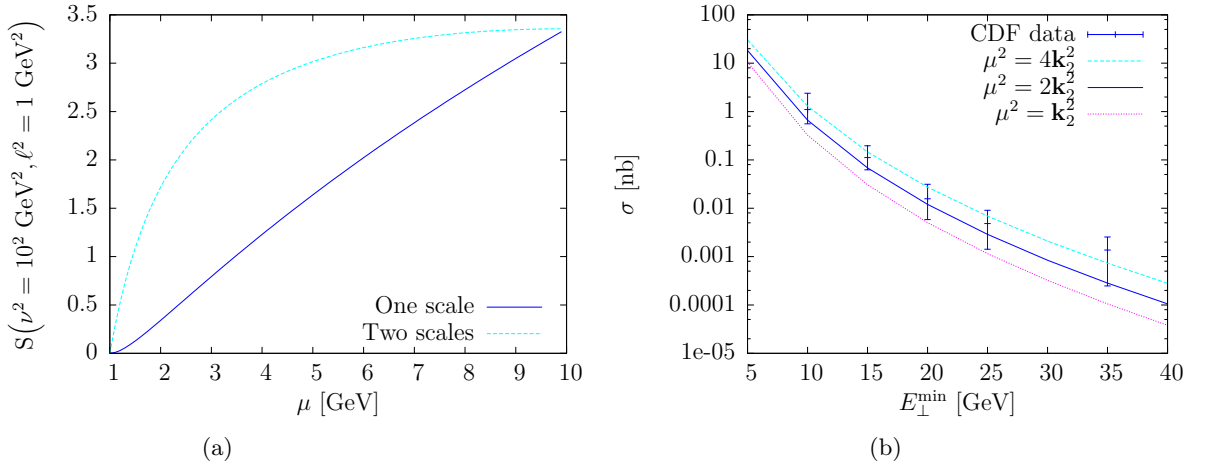 S(ν² = 10² GeV², ℓ² = 1 GeV²)
3.5
3
2.5
2
1.5
1
0.5
0
One scale
Two scales
1 2 3 4 5 6 7 8 9 10
μ [GeV]
(a)
σ [nb]
100
10
1
0.1
0.01
0.001
0.0001
1e-05
CDF data
μ² = 4k₂²
μ² = 2k₂²
μ² = k₂²
5 10 15 20 25 30 35 40
E⊥^min [GeV]
(b)